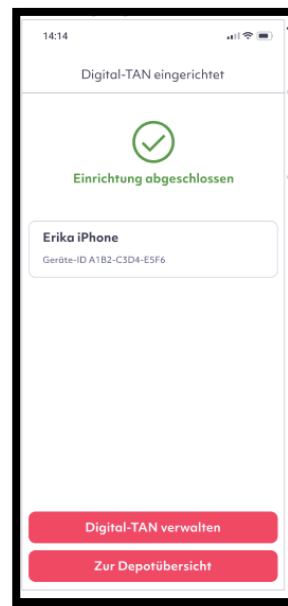 14:14
Digital-TAN eingerichtet
Einrichtung abgeschlossen
Erika iPhone
Geräte-ID A1B2-C3D4-E5F6
Digital-TAN verwalten
Zur Depotübersicht